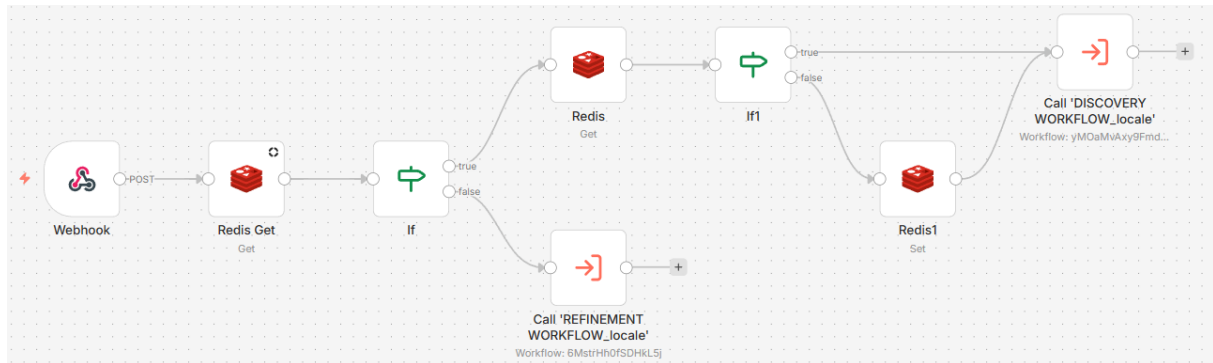 POST
Webhook
Redis Get
Get
If
true
false
Redis
Get
If1
true
false
Redis1
Set
Call 'DISCOVERY
WORKFLOW_locale'
Workflow: yMOaMvAxy9Fmd...
Call 'REFINEMENT
WORKFLOW_locale'
Workflow: 6MstrHh0fSDHkL5j